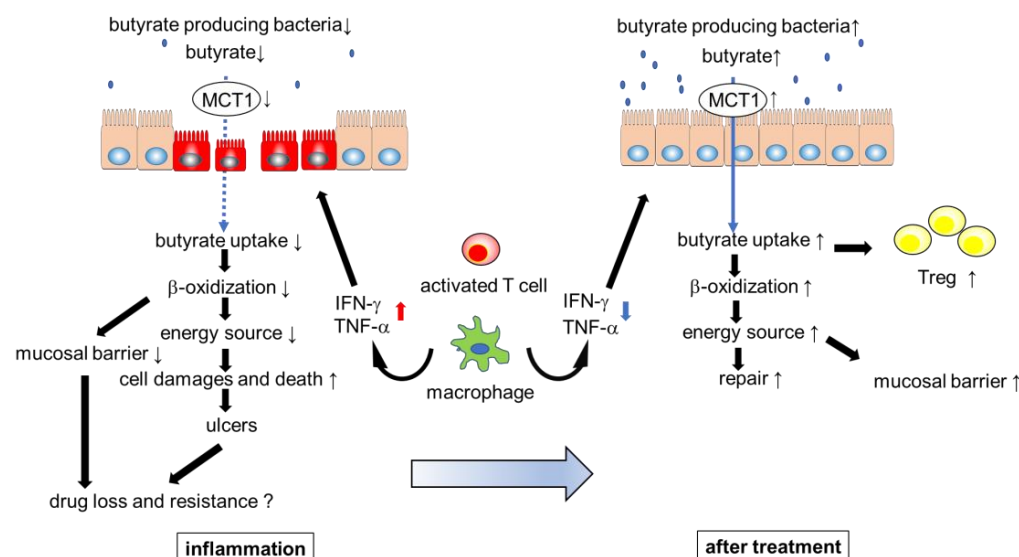 butyrate producing bacteria↓
butyrate↓
MCT1 ↓
butyrate uptake ↓
β-oxidization ↓
energy source ↓
mucosal barrier ↓
cell damages and death ↑
ulcers
drug loss and resistance ?
inflammation
IFN-γ
TNF-α
activated T cell
macrophage
IFN-γ
TNF-α
butyrate producing bacteria↑
butyrate↑
MCT1 ↑
butyrate uptake ↑
Treg ↑
β-oxidization ↑
energy source ↑
repair ↑
mucosal barrier ↑
after treatment